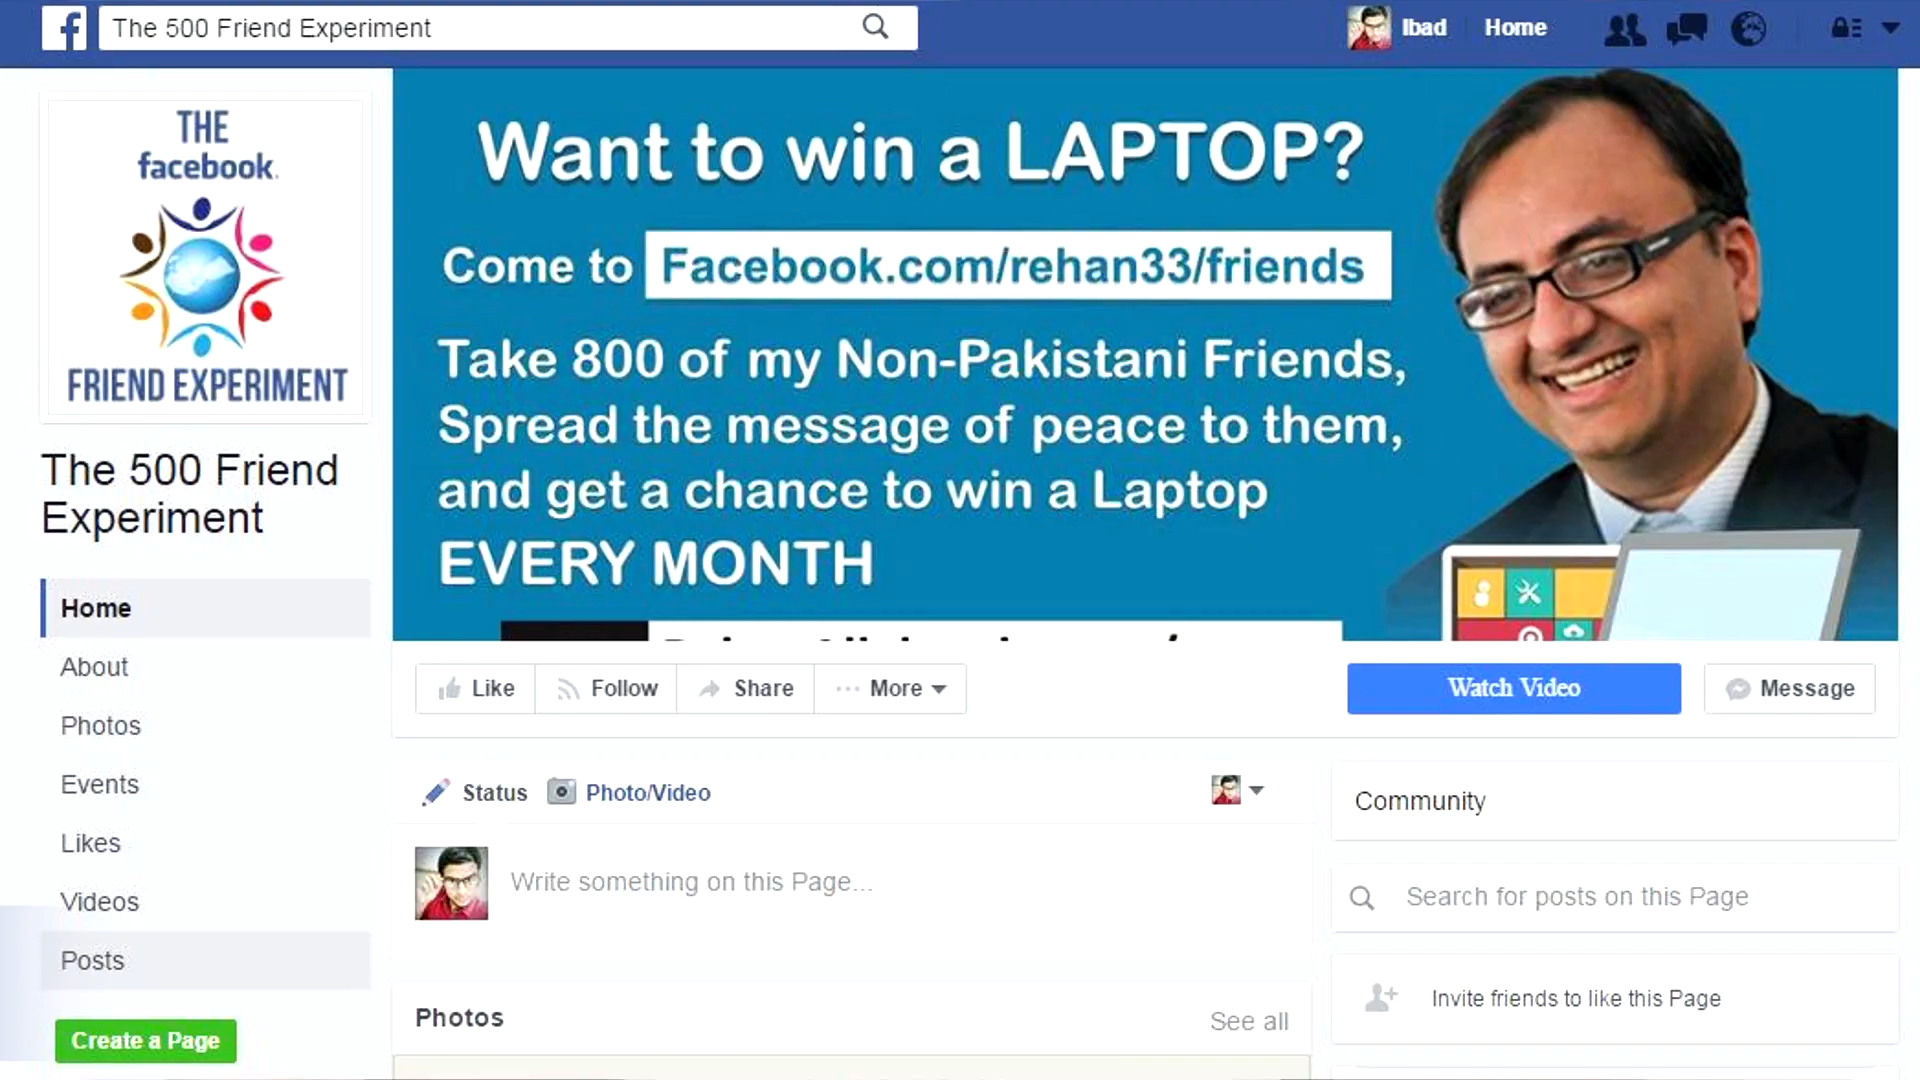 The 500 Friend Experiment
Ibad
Home
THE
facebook.
FRIEND EXPERIMENT
The 500 Friend
Experiment
Home
About
Photos
Events
Likes
Videos
Posts
Create a Page
Want to win a LAPTOP?
Come to Facebook.com/rehan33/friends
Take 800 of my Non-Pakistani Friends,
Spread the message of peace to them,
and get a chance to win a Laptop
EVERY MONTH
Like
Follow
Share
More
Watch Video
Message
Status
Photo/Video
Write something on this Page...
Photos
See all
Community
Search for posts on this Page
Invite friends to like this Page